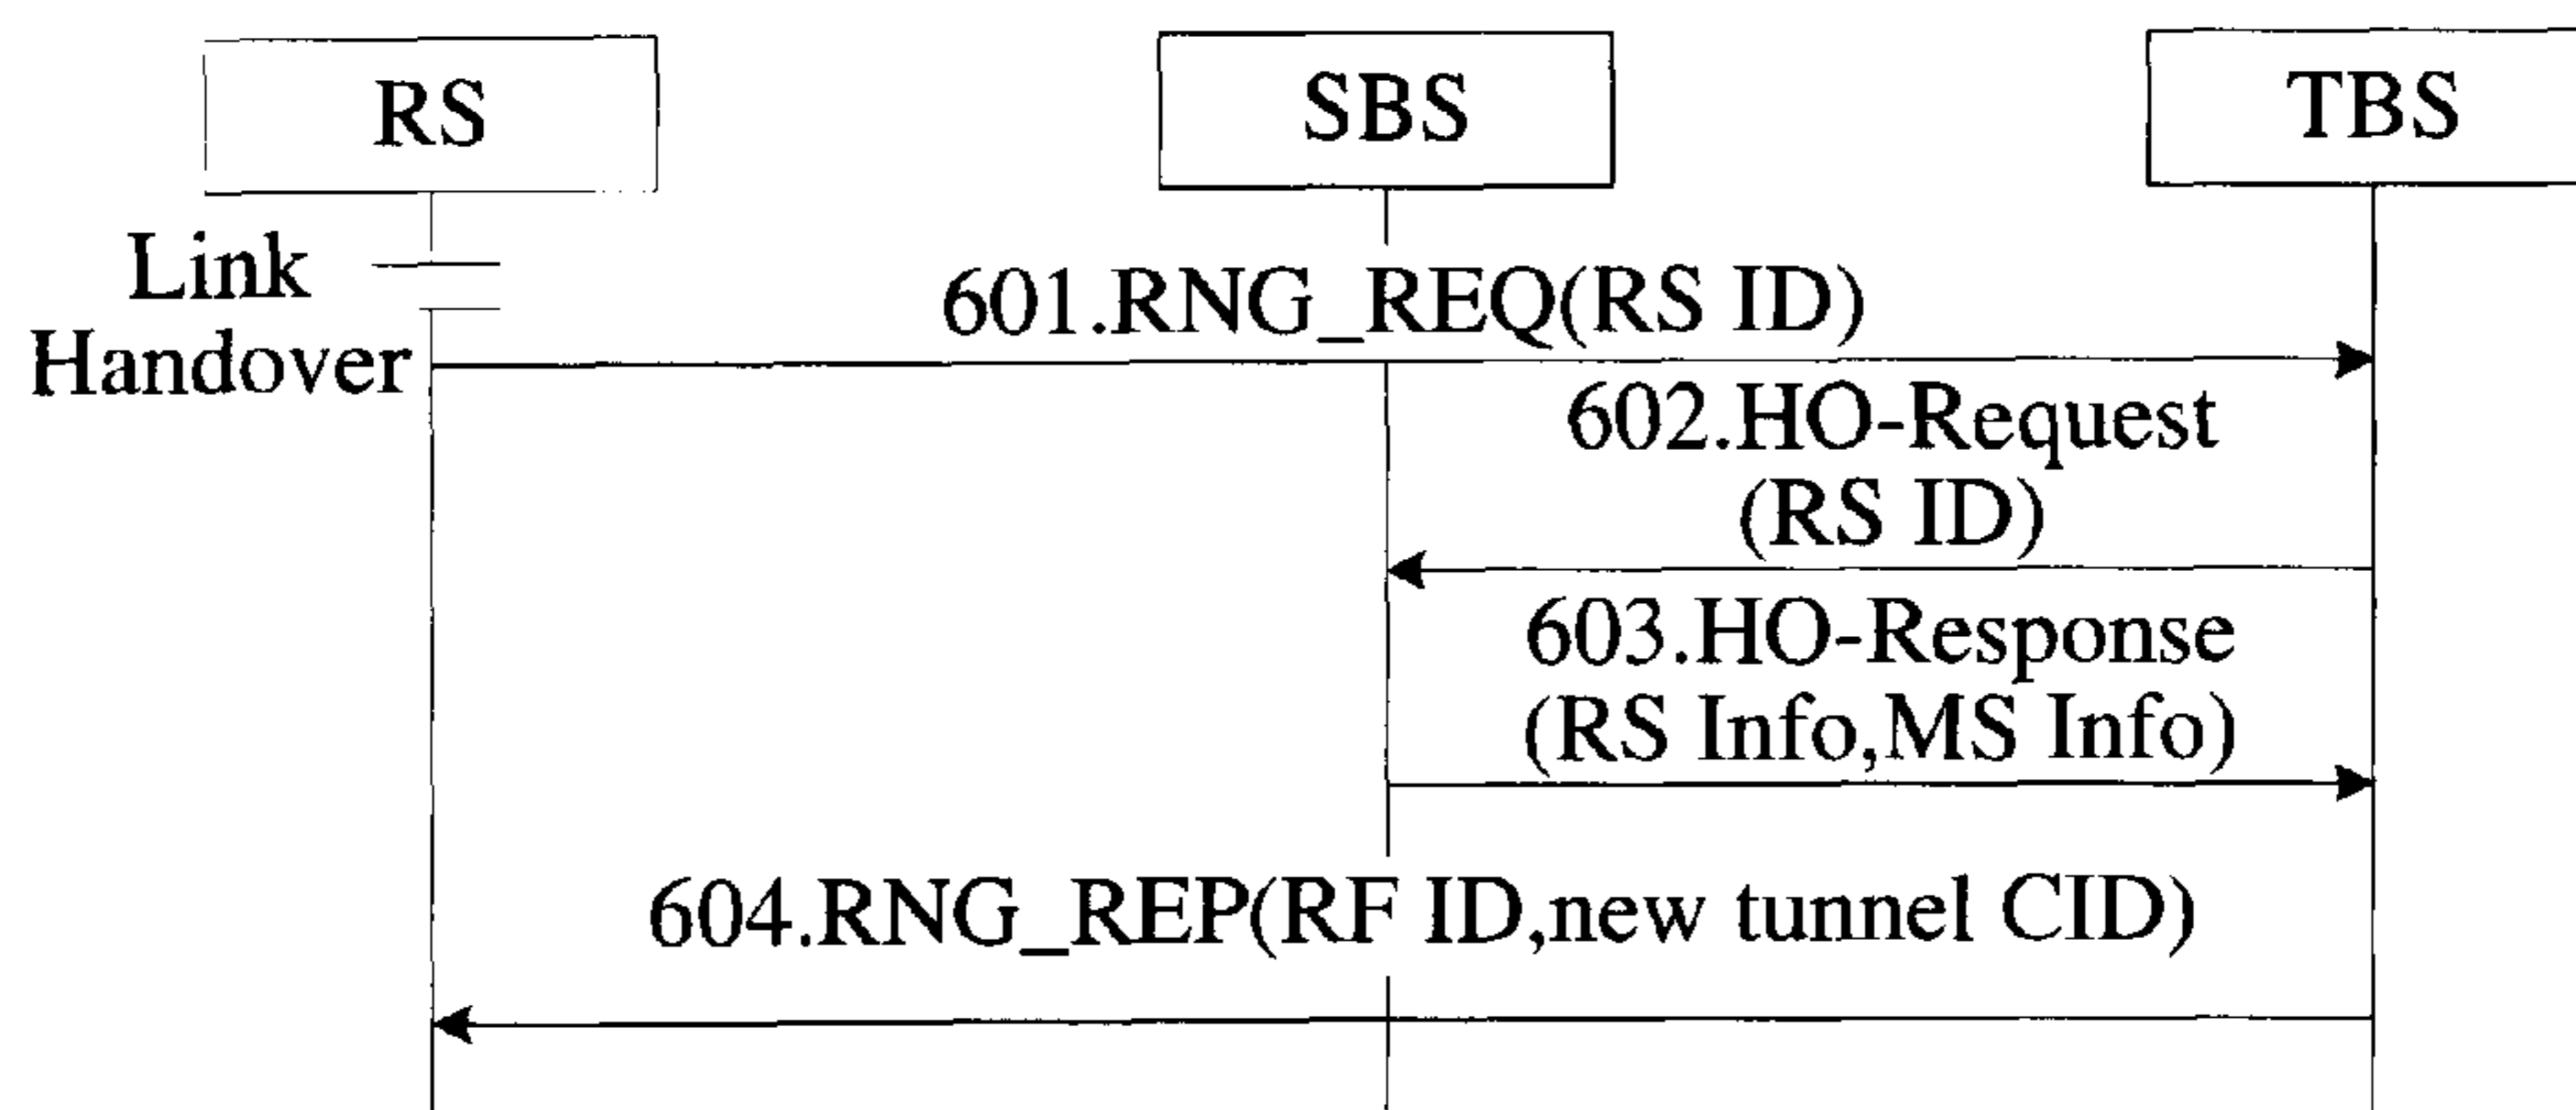 RS
SBS
TBS
Link
Handover
601.RNG_REQ(RS ID)
602.HO-Request
(RS ID)
603.HO-Response
(RS Info,MS Info)
604.RNG_REP(RF ID,new tunnel CID)